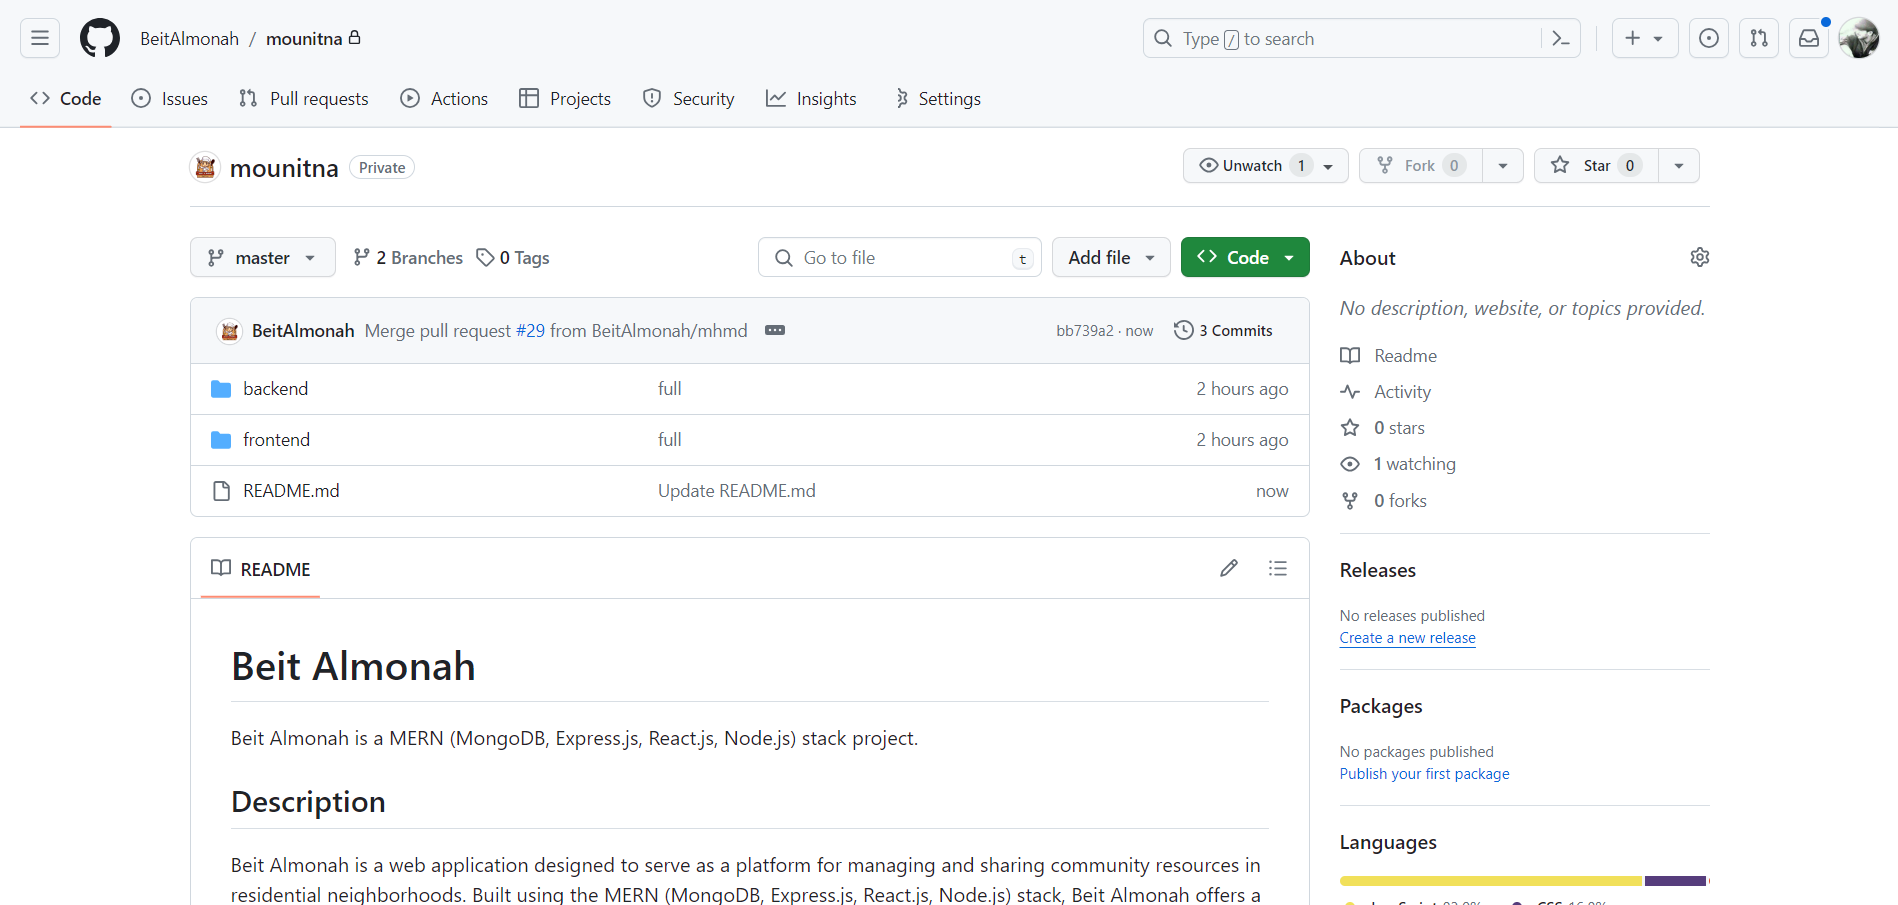 BeitAlmonah / mounitna
Type / to search
Code Issues Pull requests Actions Projects Security Insights Settings
mounitna Private
Unwatch 1 Fork 0 Star 0
master 2 Branches 0 Tags
Go to file t Add file Code
BeitAlmonah Merge pull request #29 from BeitAlmonah/mhmd bb739a2 · now 3 Commits
backend full 2 hours ago
frontend full 2 hours ago
README.md Update README.md now
README
Beit Almonah
Beit Almonah is a MERN (MongoDB, Express.js, React.js, Node.js) stack project.
Description
Beit Almonah is a web application designed to serve as a platform for managing and sharing community resources in
residential neighborhoods. Built using the MERN (MongoDB, Express.js, React.js, Node.js) stack, Beit Almonah offers a
About
No description, website, or topics provided.
Readme
Activity
0 stars
1 watching
0 forks
Releases
No releases published
Create a new release
Packages
No packages published
Publish your first package
Languages